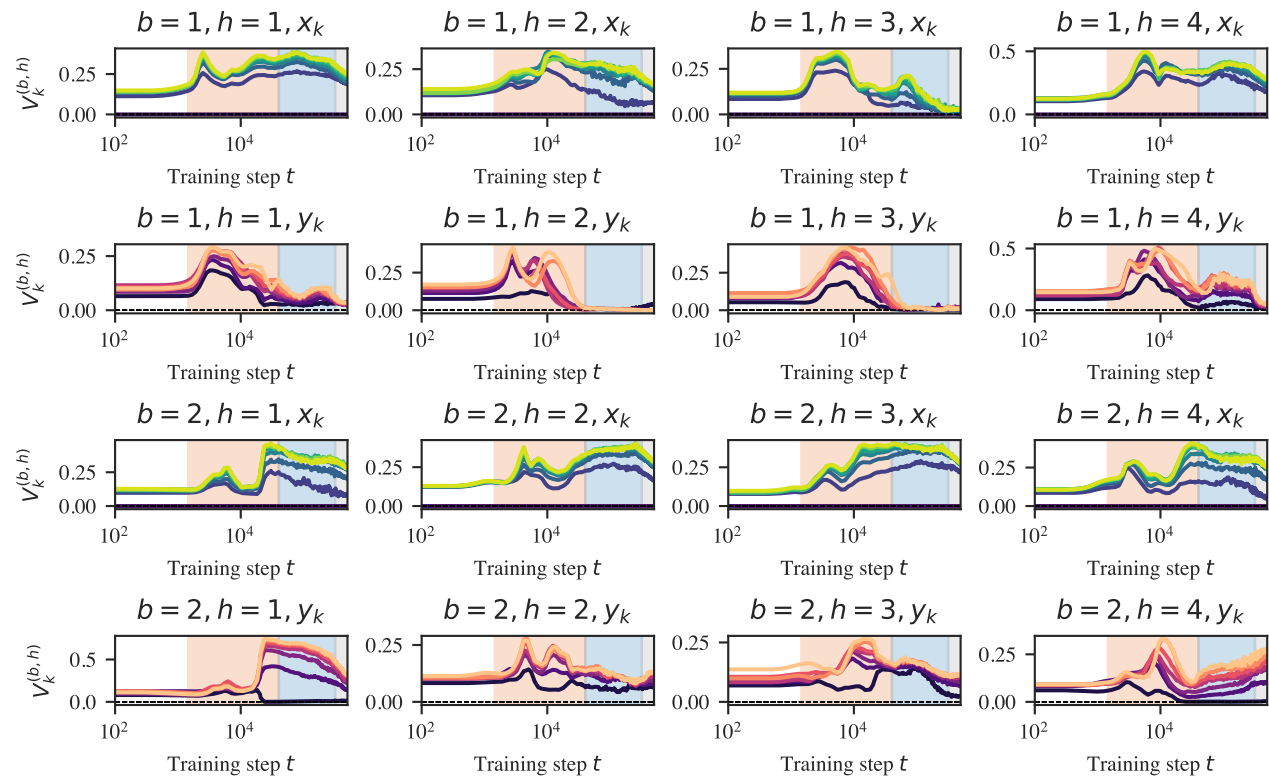 b = 1, h = 1, x_k b = 1, h = 2, x_k b = 1, h = 3, x_k b = 1, h = 4, x_k
V_k^{(b,h)} 0.25 0.00 0.25 0.00 0.25 0.00 0.5 0.0
10^2 10^4 10^2 10^4 10^2 10^4 10^2 10^4
Training step t Training step t Training step t Training step t
b = 1, h = 1, y_k b = 1, h = 2, y_k b = 1, h = 3, y_k b = 1, h = 4, y_k
V_k^{(b,h)} 0.25 0.00 0.25 0.00 0.25 0.00 0.5 0.0
10^2 10^4 10^2 10^4 10^2 10^4 10^2 10^4
Training step t Training step t Training step t Training step t
b = 2, h = 1, x_k b = 2, h = 2, x_k b = 2, h = 3, x_k b = 2, h = 4, x_k
V_k^{(b,h)} 0.25 0.00 0.25 0.00 0.25 0.00 0.25 0.00
10^2 10^4 10^2 10^4 10^2 10^4 10^2 10^4
Training step t Training step t Training step t Training step t
b = 2, h = 1, y_k b = 2, h = 2, y_k b = 2, h = 3, y_k b = 2, h = 4, y_k
V_k^{(b,h)} 0.5 0.0 0.25 0.00 0.25 0.00 0.25 0.00
10^2 10^4 10^2 10^4 10^2 10^4 10^2 10^4
Training step t Training step t Training step t Training step t